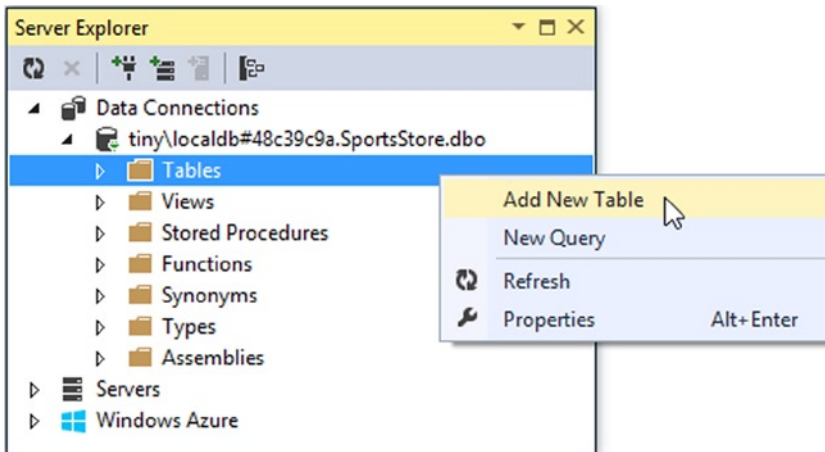 Server Explorer
Data Connections
tiny\localdb#48c39c9a.SportsStore.dbo
Tables
Views
Stored Procedures
Functions
Synonyms
Types
Assemblies
Servers
Windows Azure
Add New Table
New Query
Refresh
Properties Alt+Enter